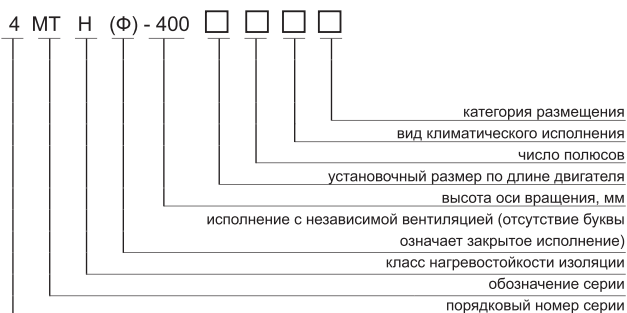 4 МТ Н (Ф) - 400 □ □ □ □
категория размещения
вид климатического исполнения
число полюсов
установочный размер по длине двигателя
высота оси вращения, мм
исполнение с независимой вентиляцией (отсутствие буквы
означает закрытое исполнение)
класс нагревостойкости изоляции
обозначение серии
порядковый номер серии